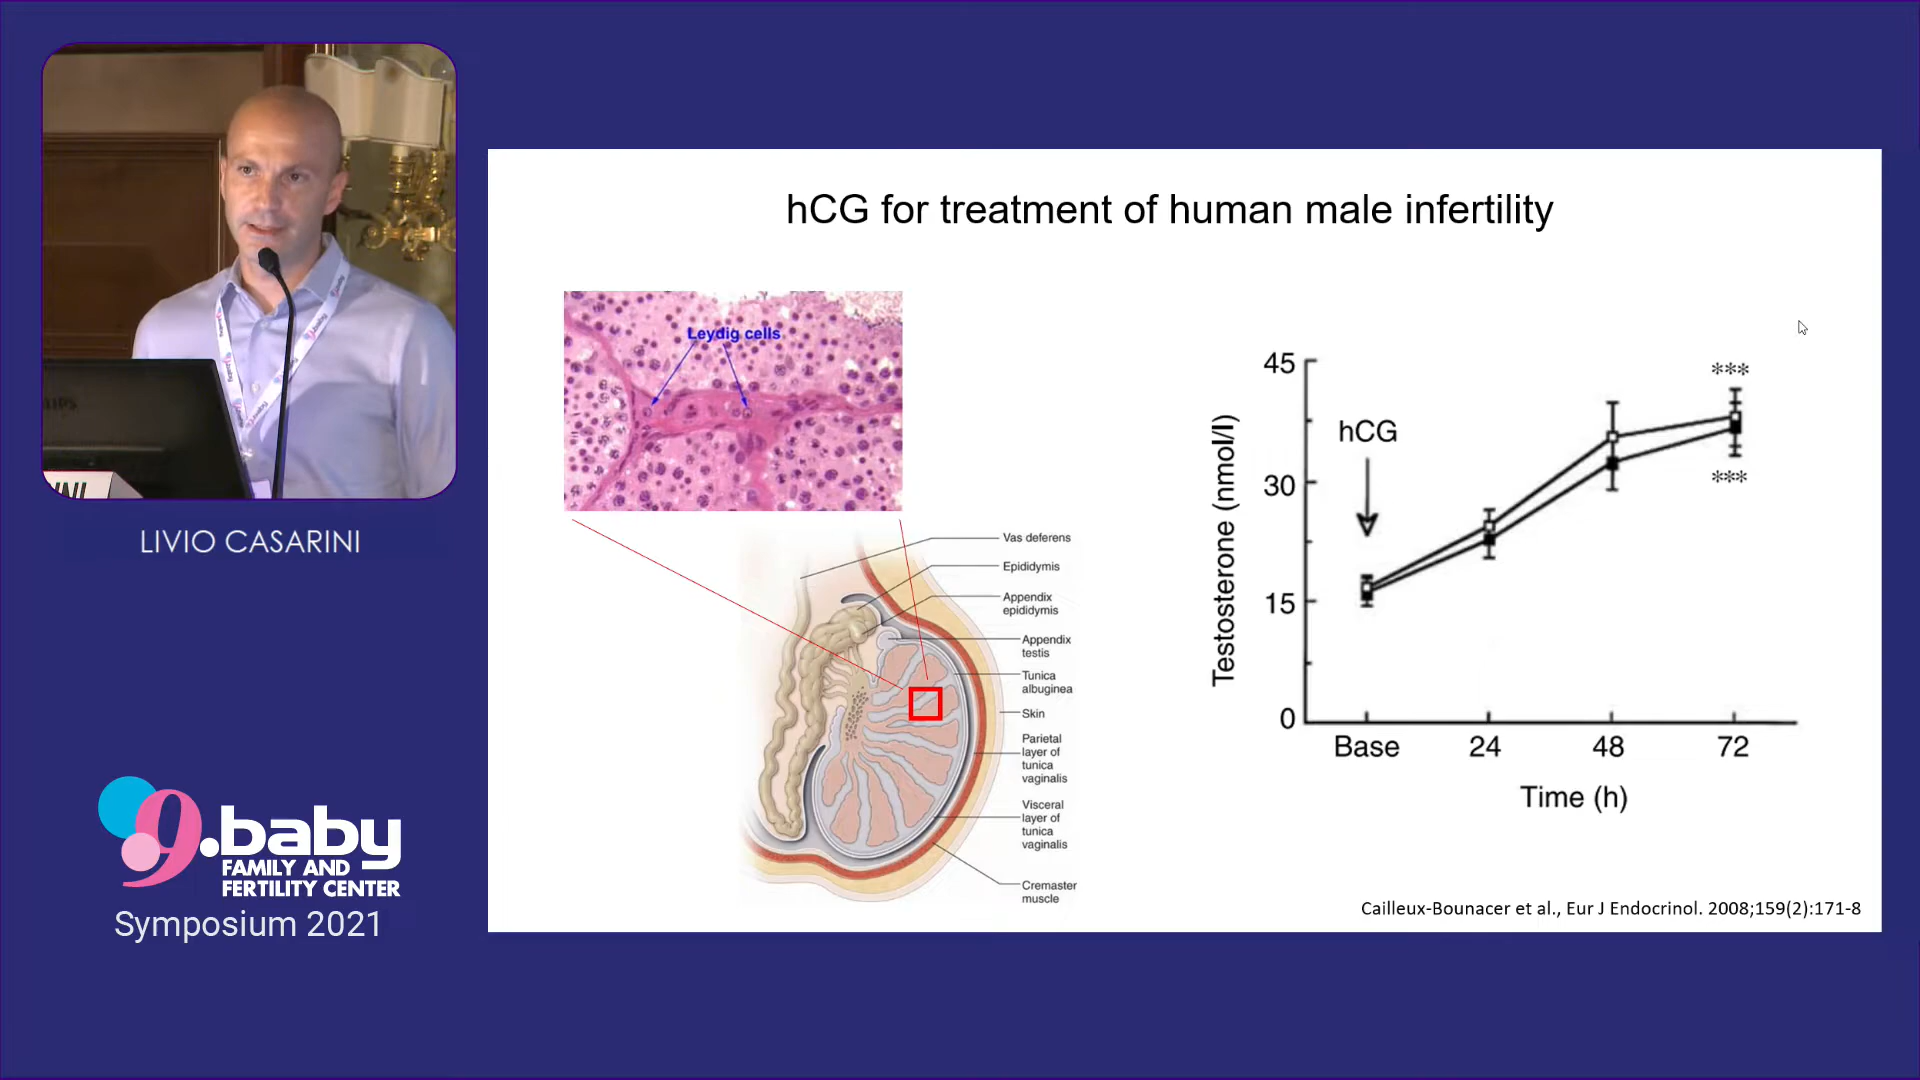 LIVIO CASARINI
9.baby
FAMILY AND
FERTILITY CENTER
Symposium 2021
hCG for treatment of human male infertility
Leydig cells
Vas deferens
Epididymis
Appendix
epididymis
Appendix
testis
Tunica
albuginea
Skin
Parietal
layer of
tunica
vaginalis
Visceral
layer of
tunica
vaginalis
Cremaster
muscle
Testosterone (nmol/l)
45
30
15
0
hCG
***
***
Base 24 48 72
Time (h)
Cailleux-Bounacer et al., Eur J Endocrinol. 2008;159(2):171-8